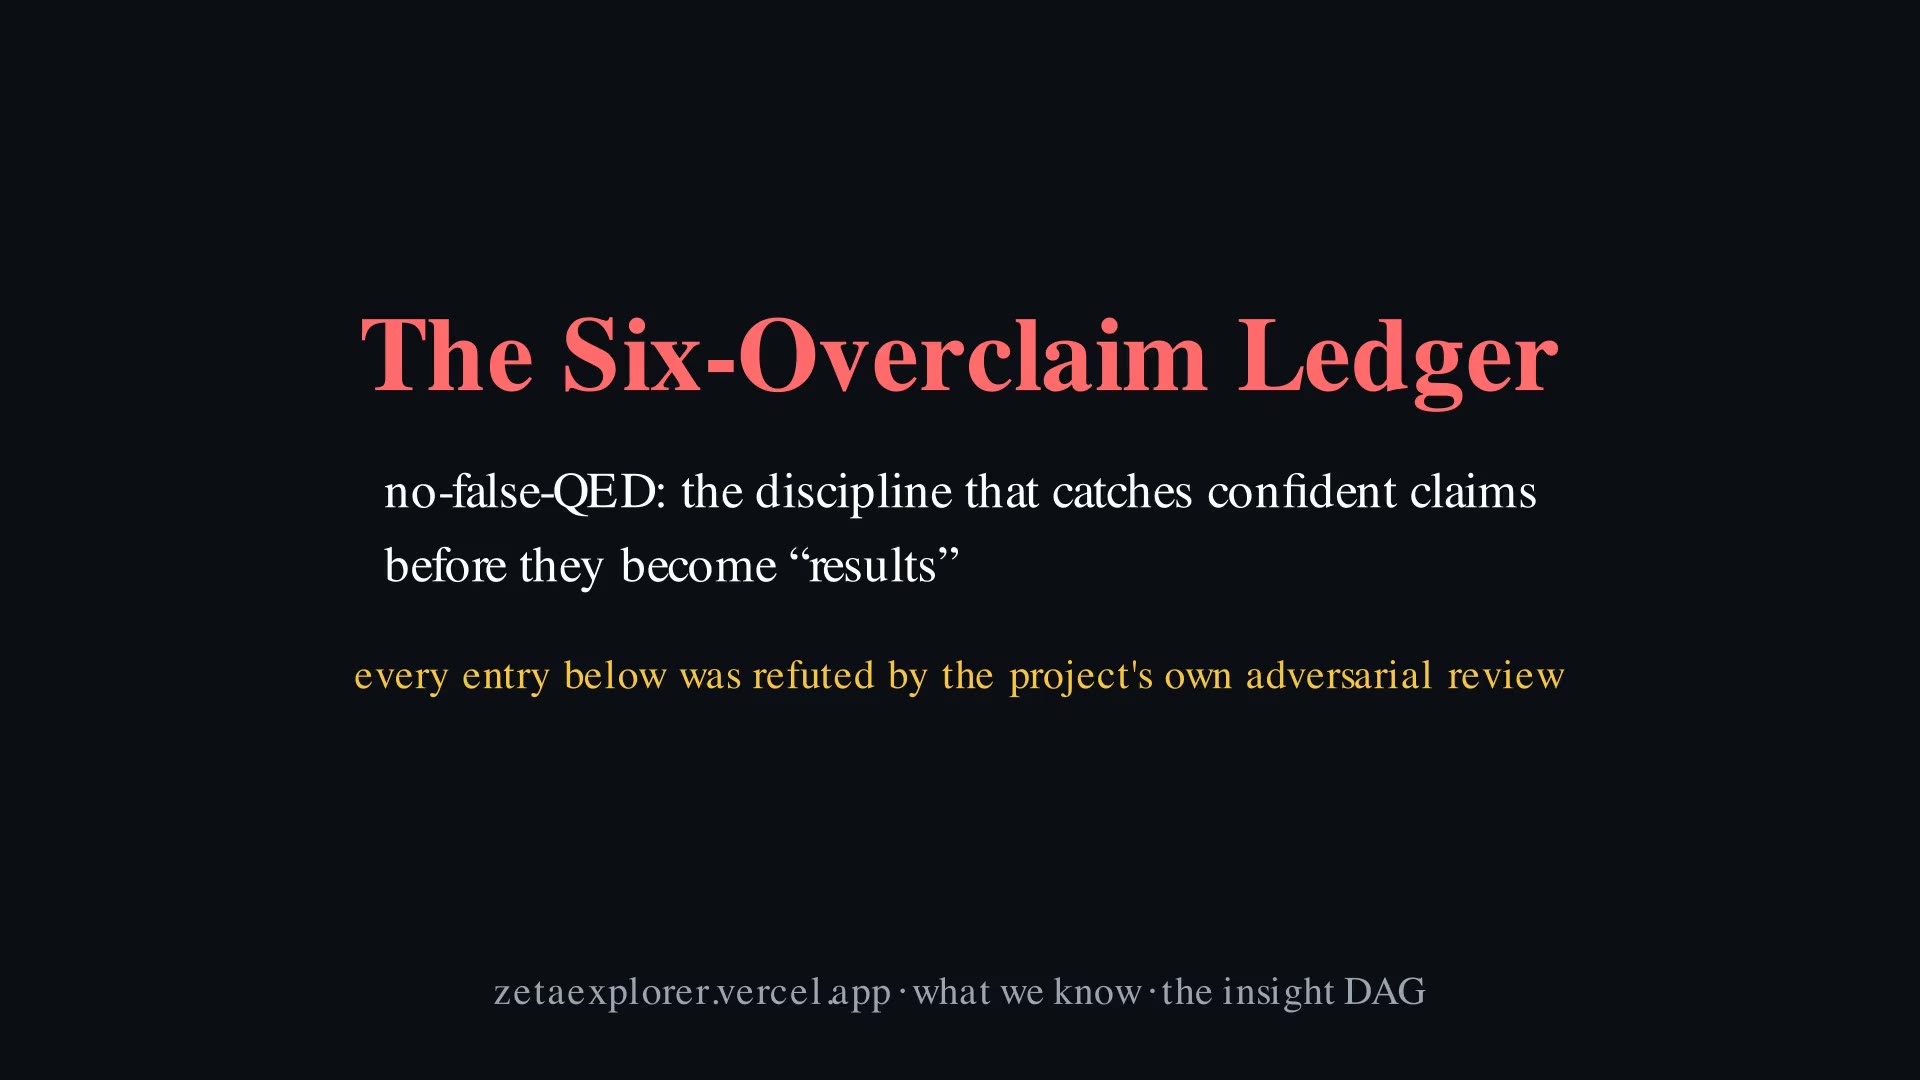 The Six-Overclaim Ledger
no-false-QED: the discipline that catches confident claims
before they become “results”
every entry below was refuted by the project's own adversarial review
zetaexplorer.vercel.app · what we know · the insight DAG